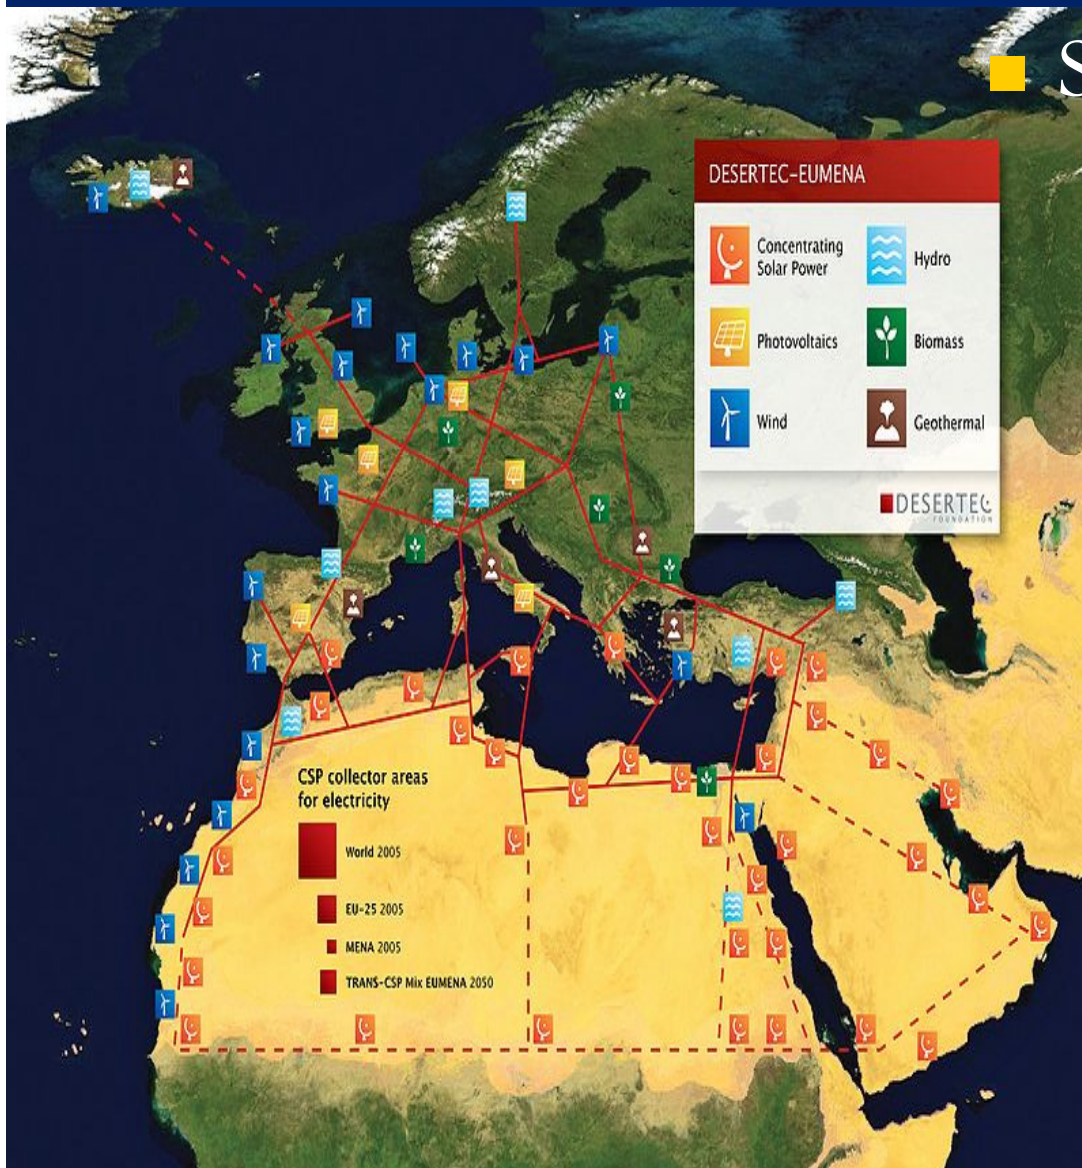 S
DESERTEC-EUMENA
Concentrating
Solar Power
Hydro
Photovoltaics
Biomass
Wind
Geothermal
DESERTEC
FOUNDATION
CSP collector areas
for electricity
World 2005
EU-25 2005
MENA 2005
TRANS-CSP Mix EUMENA 2050